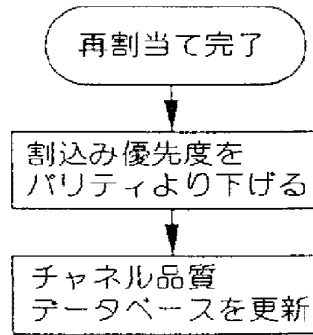 再割当て完了
割込み優先度を
パリティより下げる
チャネル品質
データベースを更新